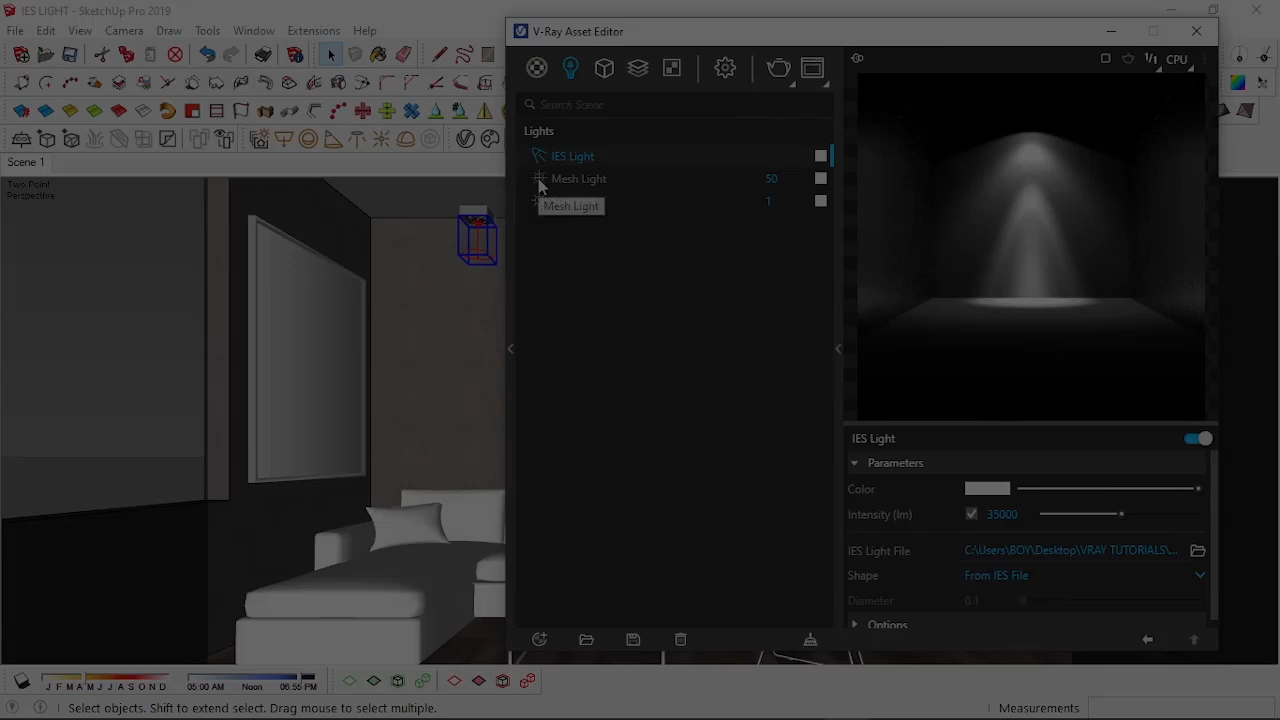 IES LIGHT - SketchUp Pro 2019
File Edit View Camera Draw Tools Window Extensions Help
V-Ray Asset Editor
1/1 CPU
Search Scene
Lights
IES Light
Mesh Light 50
Mesh Light
1
Scene 1
Two Point
Perspective
IES Light
Parameters
Color
Intensity (lm) 35000
IES Light File C:\Users\BOY\Desktop\VRAY TUTORIALS\...
Shape From IES File
Diameter 0.1
Options
J F M A M J J A S O N D 05:00 AM Noon 06:55 PM
Select objects. Shift to extend select. Drag mouse to select multiple. Measurements